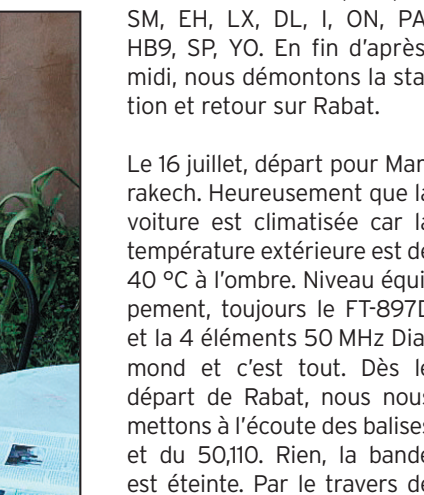 SM, EH, LX, DL, I, ON, PA
HB9, SP, YO. En fin d’après
midi, nous démontons la sta
tion et retour sur Rabat.
Le 16 juillet, départ pour Mar
rakech. Heureusement que la
voiture est climatisée car la
température extérieure est de
40 °C à l’ombre. Niveau équi
pement, toujours le FT-897D
et la 4 éléments 50 MHz Dia
mond et c’est tout. Dès le
départ de Rabat, nous nous
mettons à l’écoute des balises
et du 50,110. Rien, la bande
est éteinte. Par le travers de